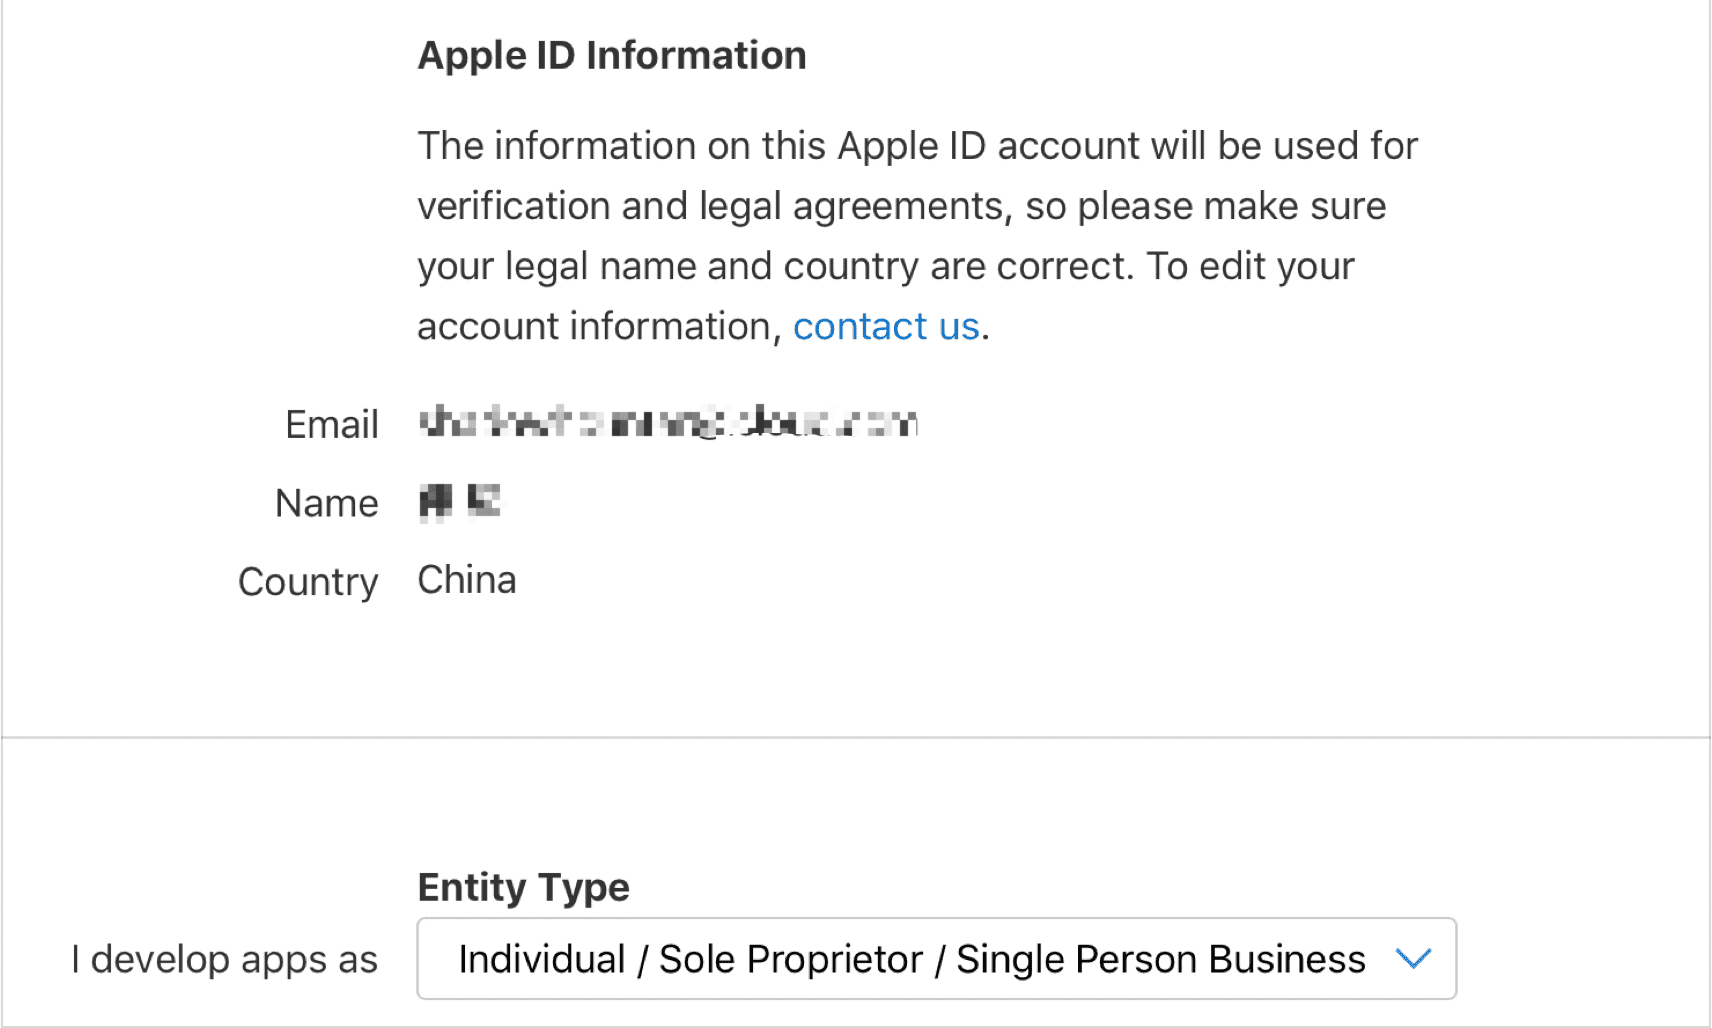 Apple ID Information
The information on this Apple ID account will be used for
verification and legal agreements, so please make sure
your legal name and country are correct. To edit your
account information, contact us.
Email
Name
Country China
Entity Type
I develop apps as Individual / Sole Proprietor / Single Person Business